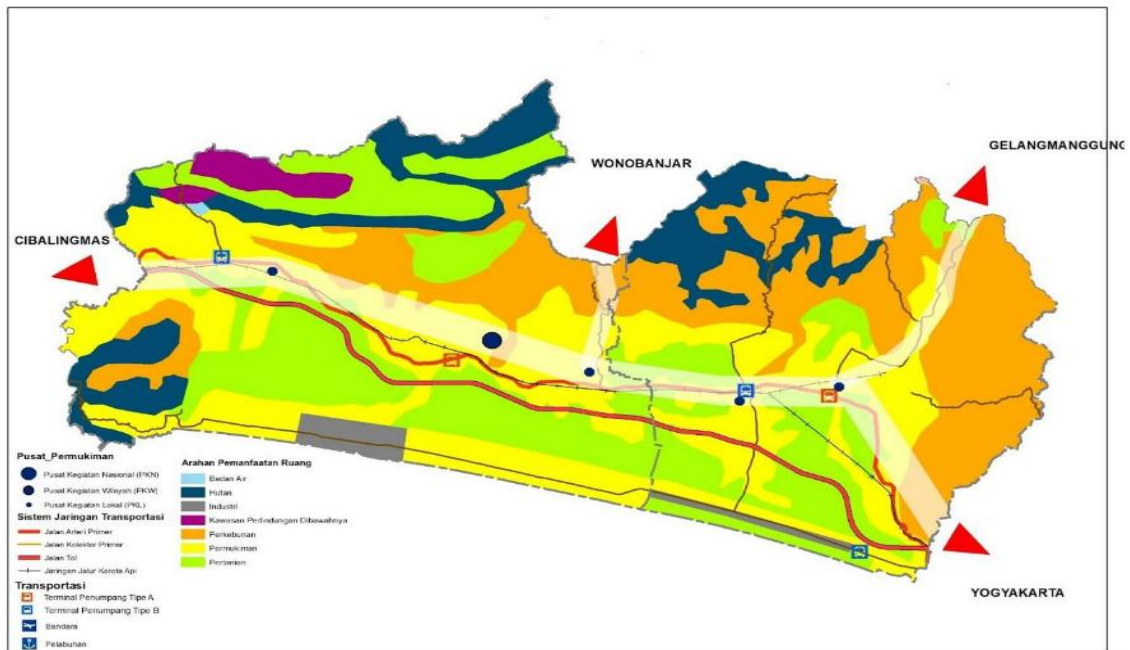 GELANGMANGGUNG
WONOBANJAR
CIBALINGMAS
YOGYAKARTA
Pusat_Permukiman
Pusat Kegiatan Nasional (PKN)
Pusat Kegiatan Wilayah (PKW)
Pusat Kegiatan Lokal (PKL)
Sistem Jaringan Transportasi
Jalan Arteri Primer
Jalan Kolektor Primer
Jalan Tol
Jaringan Jalur Kereta Api
Transportasi
Terminal Penumpang Tipe A
Terminal Penumpang Tipe B
Bandara
Pelabuhan
Arahan Pemanfaatan Ruang
Badan Air
Hutan
Industri
Kawasan Perlindungan Dibawahnya
Perkebunan
Permukiman
Pertanian